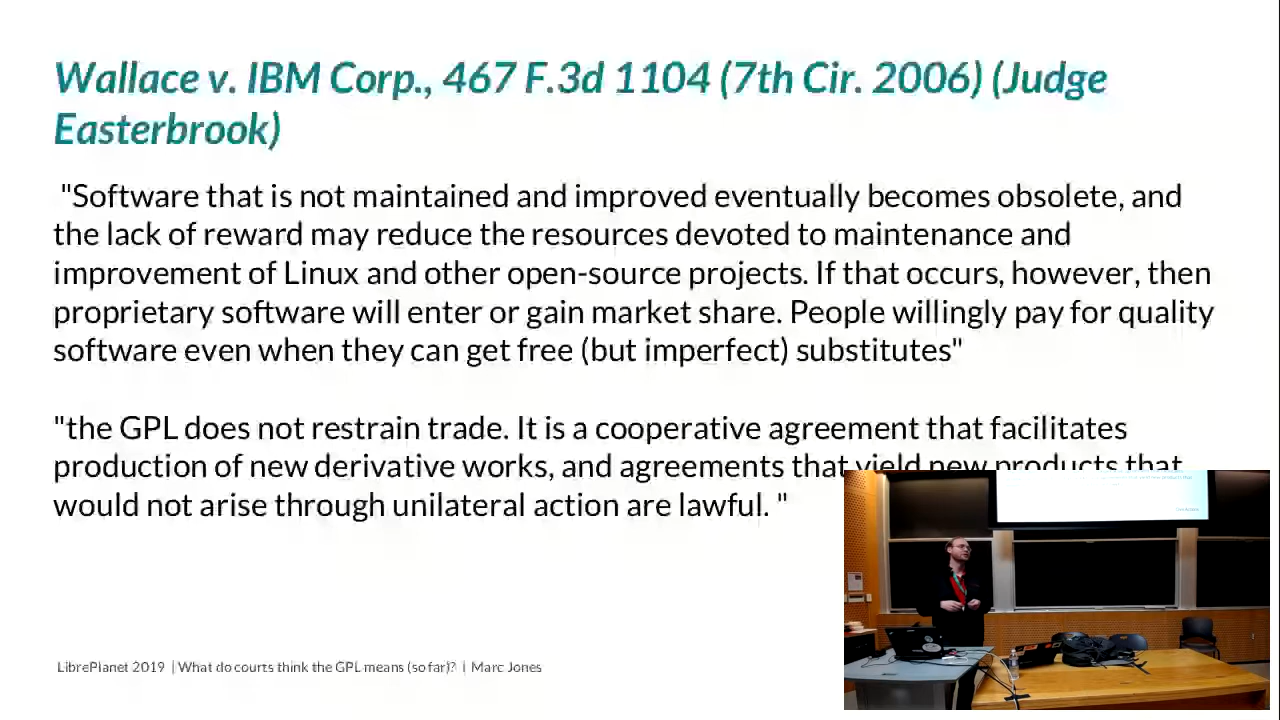 Wallace v. IBM Corp., 467 F.3d 1104 (7th Cir. 2006) (Judge
Easterbrook)
"Software that is not maintained and improved eventually becomes obsolete, and
the lack of reward may reduce the resources devoted to maintenance and
improvement of Linux and other open-source projects. If that occurs, however, then
proprietary software will enter or gain market share. People willingly pay for quality
software even when they can get free (but imperfect) substitutes"
"the GPL does not restrain trade. It is a cooperative agreement that facilitates
production of new derivative works, and agreements that yield new products that
would not arise through unilateral action are lawful. "
LibrePlanet 2019 | What do courts think the GPL means (so far)? | Marc Jones